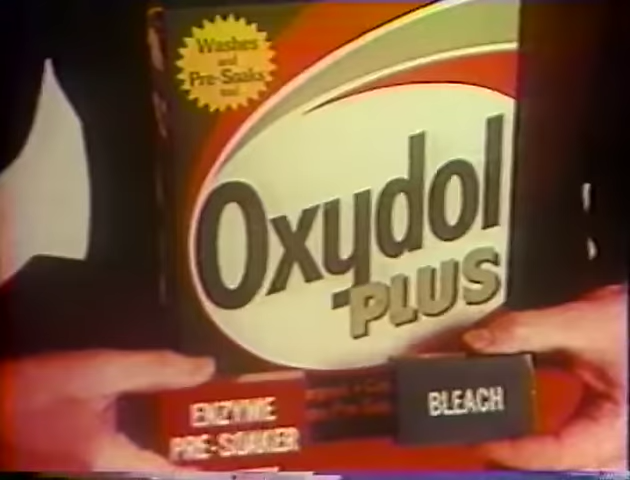 Washes
and
Pre-Soaks
too!
Oxydol
PLUS
ENZYME
PRE-SOAKER
BLEACH